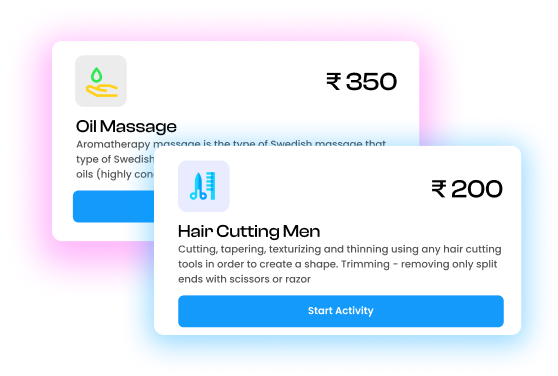 ₹ 350
Oil Massage
Aromatherapy massage is the type of Swedish massage that
type of Swedish
oils (highly
₹ 200
Hair Cutting Men
Cutting, tapering, texturizing and thinning using any hair cutting
tools in order to create a shape. Trimming - removing only split
ends with scissors or razor
Start Activity